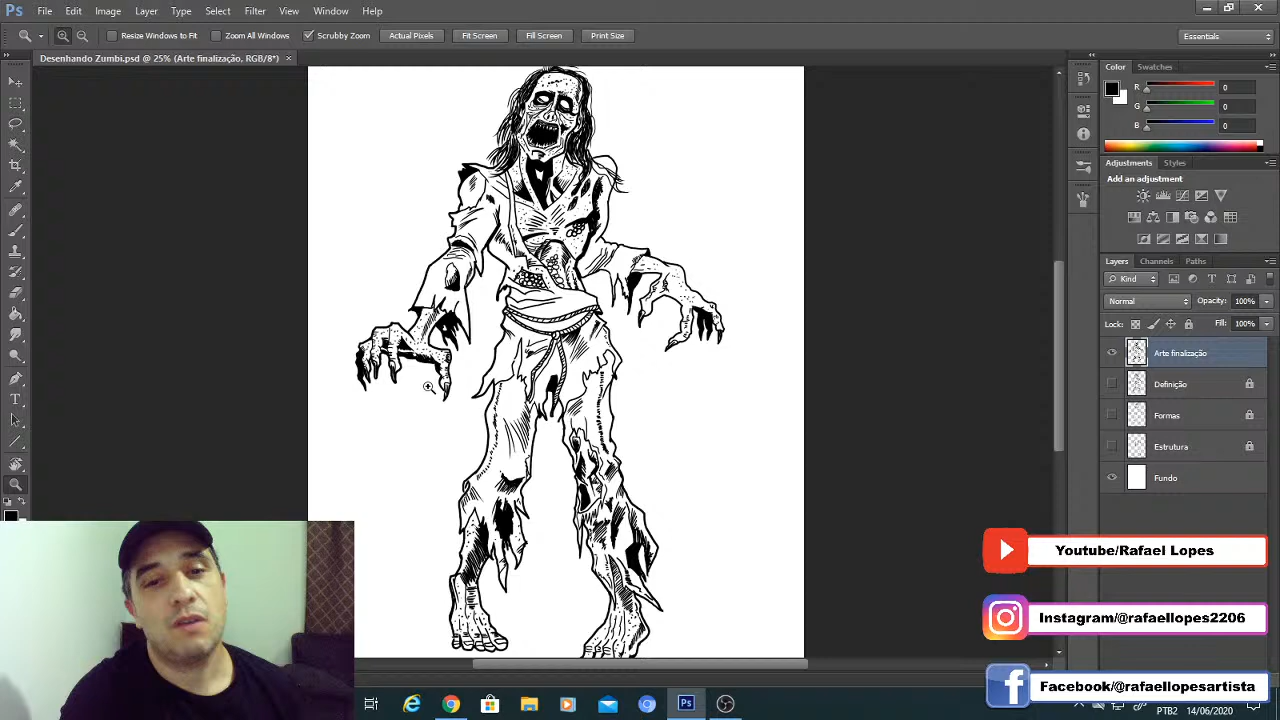 Ps File Edit Image Layer Type Select Filter View Window Help
Resize Windows to Fit Zoom All Windows Scrubby Zoom Actual Pixels Fit Screen Fill Screen Print Size Essentials
Desenhando Zumbi.psd @ 25% (Arte finalização, RGB/8*) ×
Color Swatches
R 0
G 0
B 0
Adjustments Styles
Add an adjustment
Layers Channels Paths
Kind T
Normal Opacity: 100%
Lock: Fill: 100%
Arte finalização
Definição
Formas
Estrutura
Fundo
T
Youtube/Rafael Lopes
Instagram/@rafaellopes2206
Facebook/@rafaellopesartista
Ps
PTB2 14/06/2020